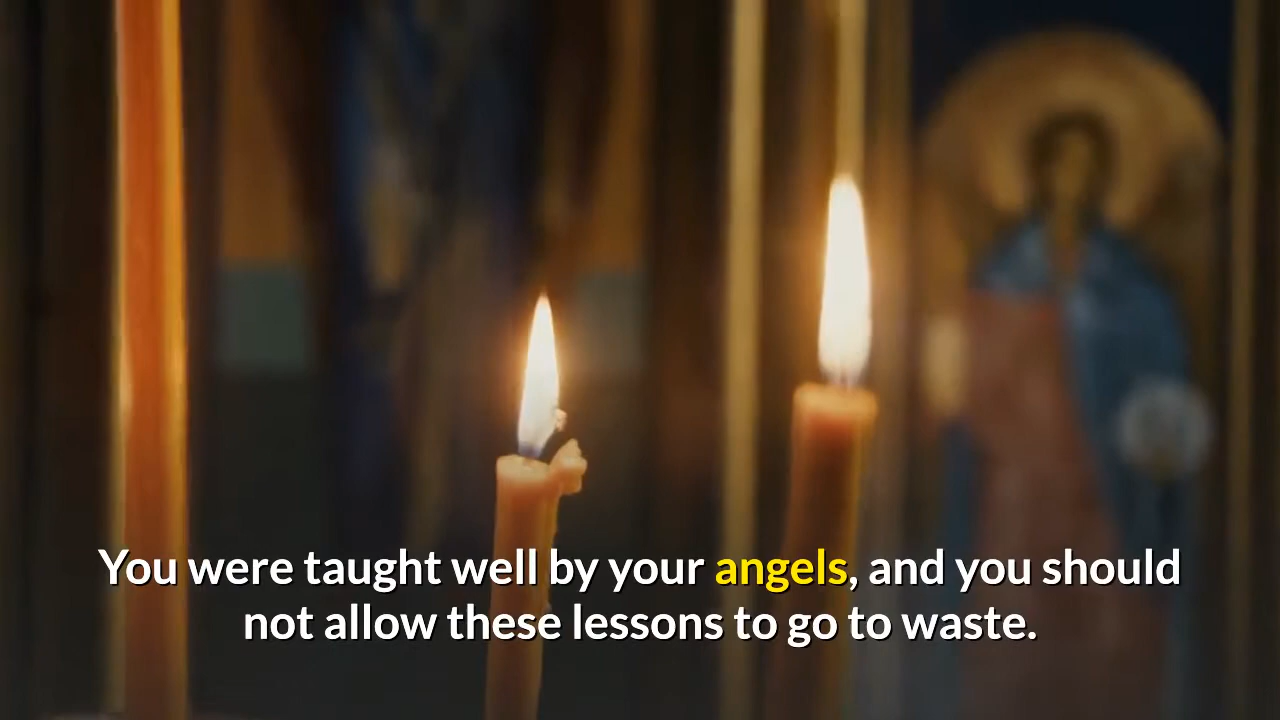 You were taught well by your angels, and you should
not allow these lessons to go to waste.